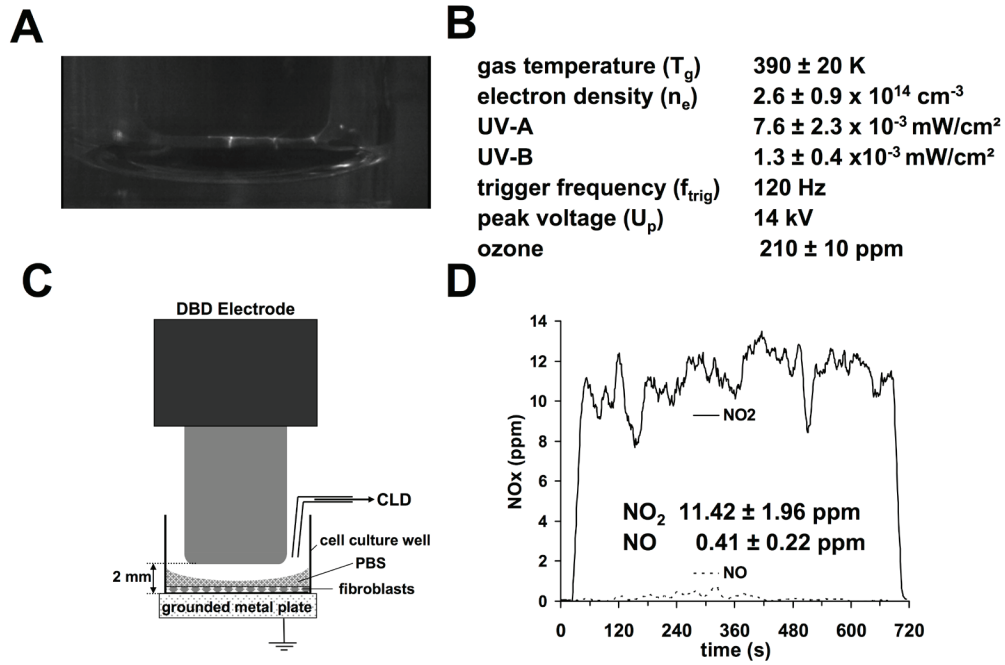 A
B
gas temperature (Tg) 390 ± 20 K
electron density (ne) 2.6 ± 0.9 x 10¹⁴ cm⁻³
UV-A 7.6 ± 2.3 x 10⁻³ mW/cm²
UV-B 1.3 ± 0.4 x10⁻³ mW/cm²
trigger frequency (ftrig) 120 Hz
peak voltage (Up) 14 kV
ozone 210 ± 10 ppm
C
DBD Electrode
CLD
cell culture well
PBS
2 mm
fibroblasts
grounded metal plate
D
NOx (ppm)
14
12
10
8
6
4
2
0
NO2
NO₂ 11.42 ± 1.96 ppm
NO 0.41 ± 0.22 ppm
NO
0 120 240 360 480 600 720
time (s)